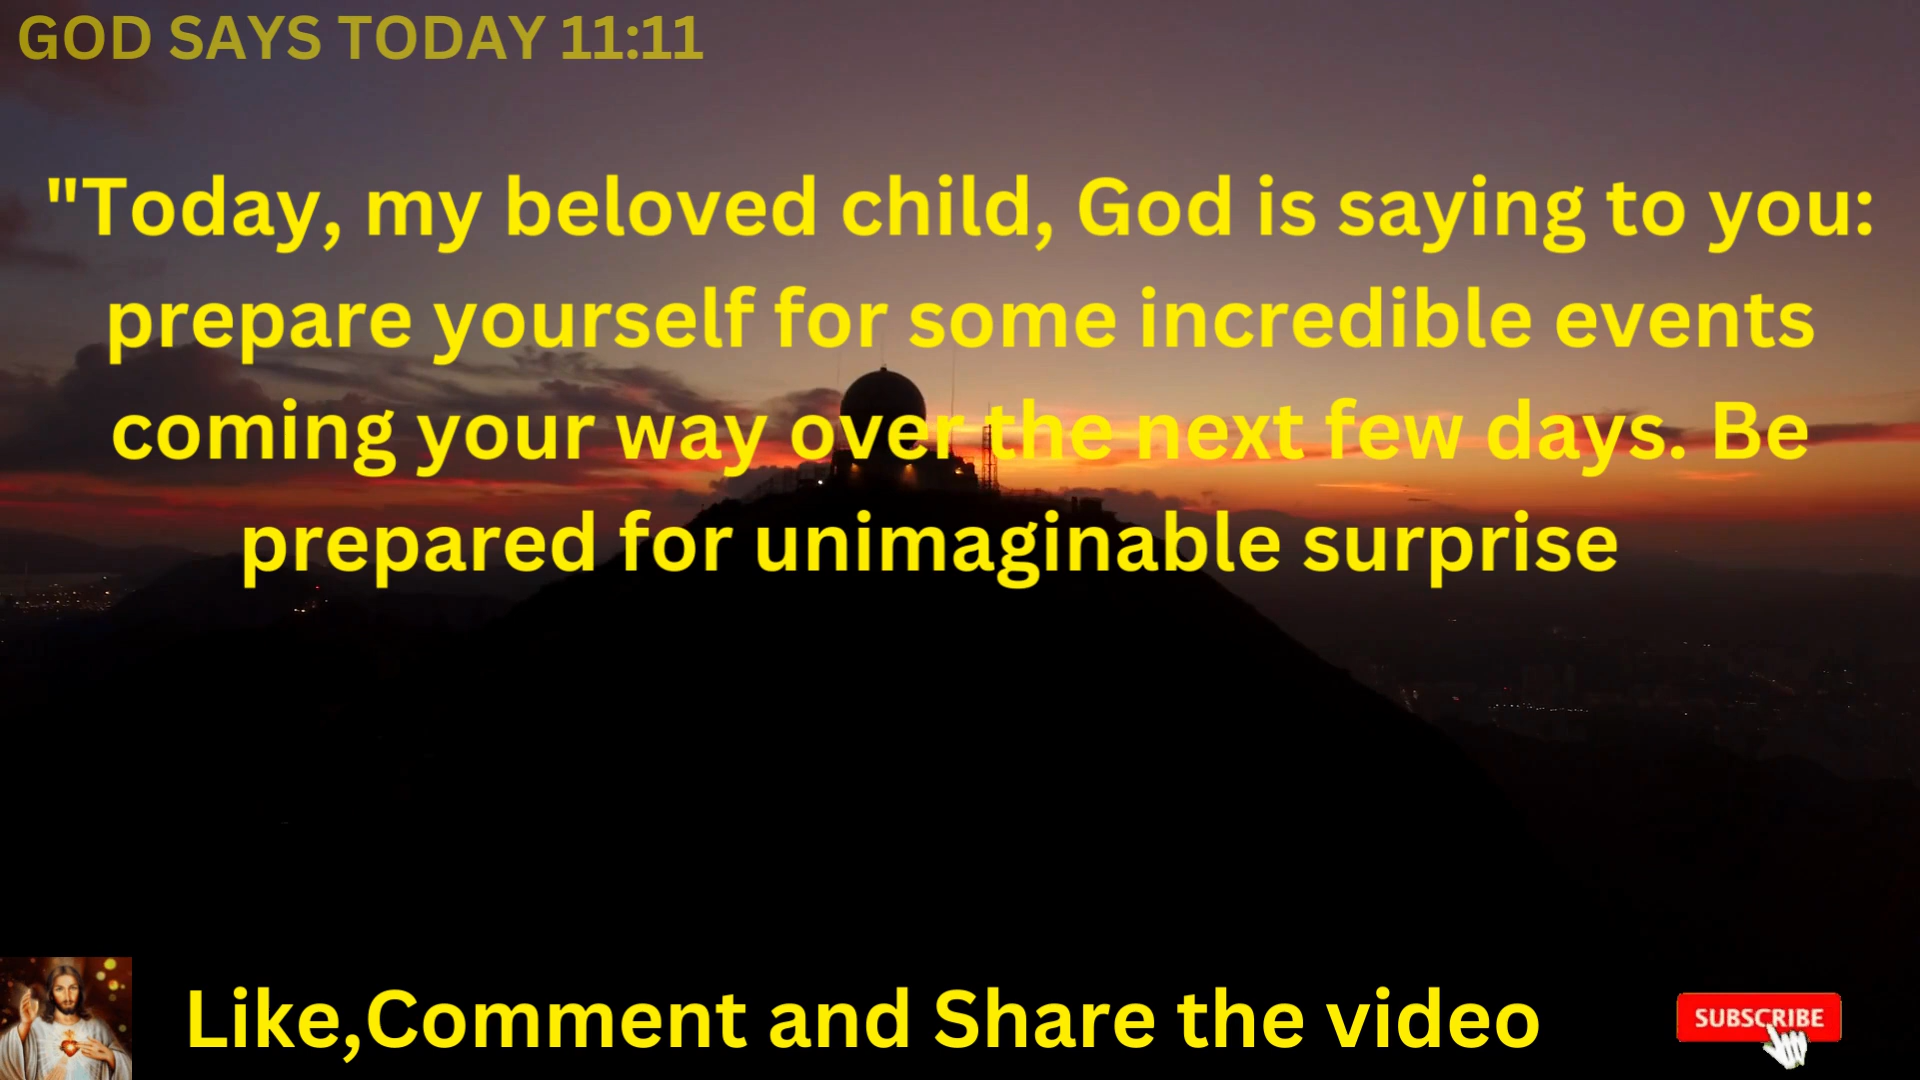 GOD SAYS TODAY 11:11
"Today, my beloved child, God is saying to you:
prepare yourself for some incredible events
coming your way over the next few days. Be
prepared for unimaginable surprise
Like,Comment and Share the video
SUBSCRIBE